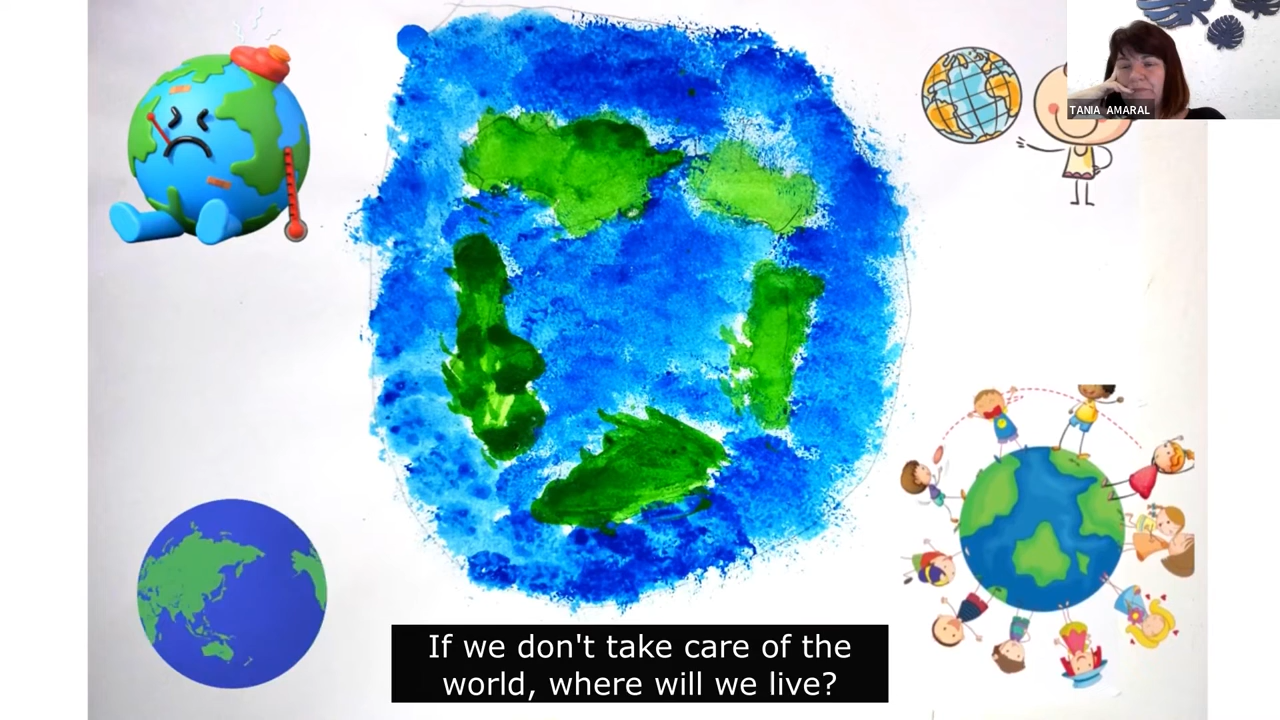 TANIA AMARAL
If we don't take care of the
world, where will we live?